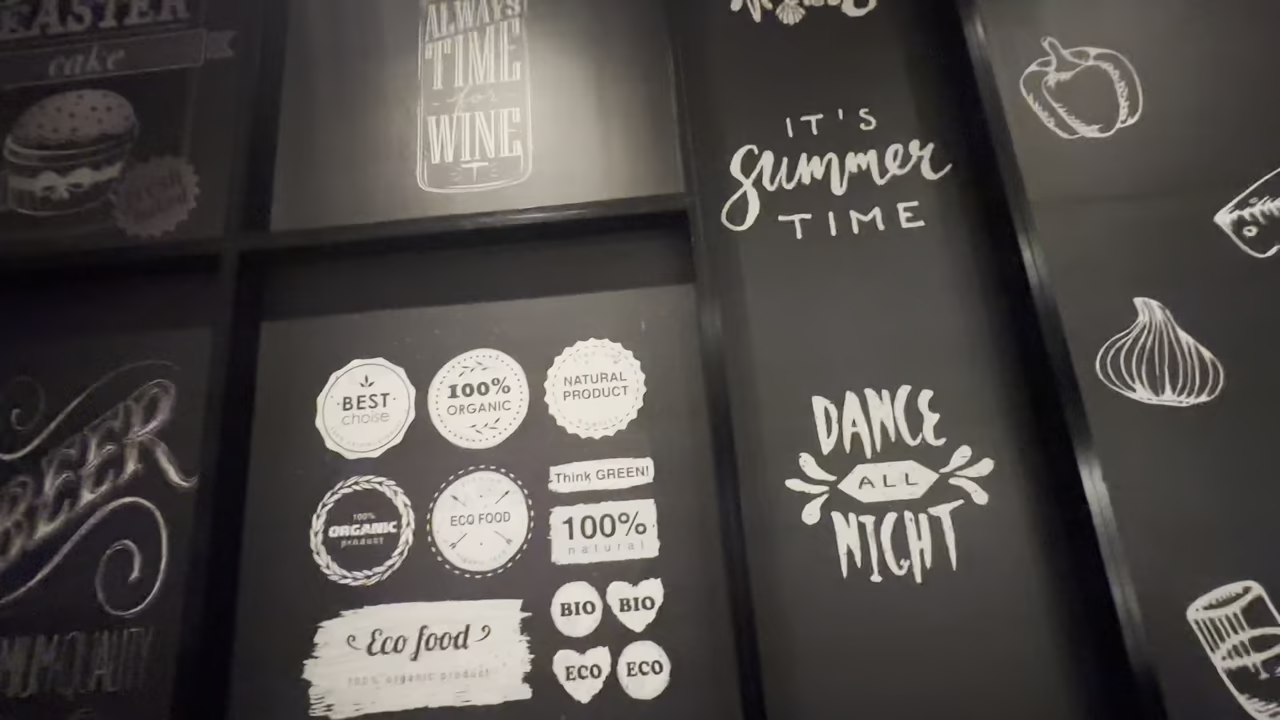 EASTER
cake
ALWAYS
TIME
for
WINE
IT'S
summer
TIME
BEER
BEST
choise
100%
ORGANIC
NATURAL
PRODUCT
100%
ORGANIC
product
ECO FOOD
Think GREEN!
100%
natural
Eco food
100% organic product
BIO
BIO
ECO
ECO
DANCE
ALL
NIGHT